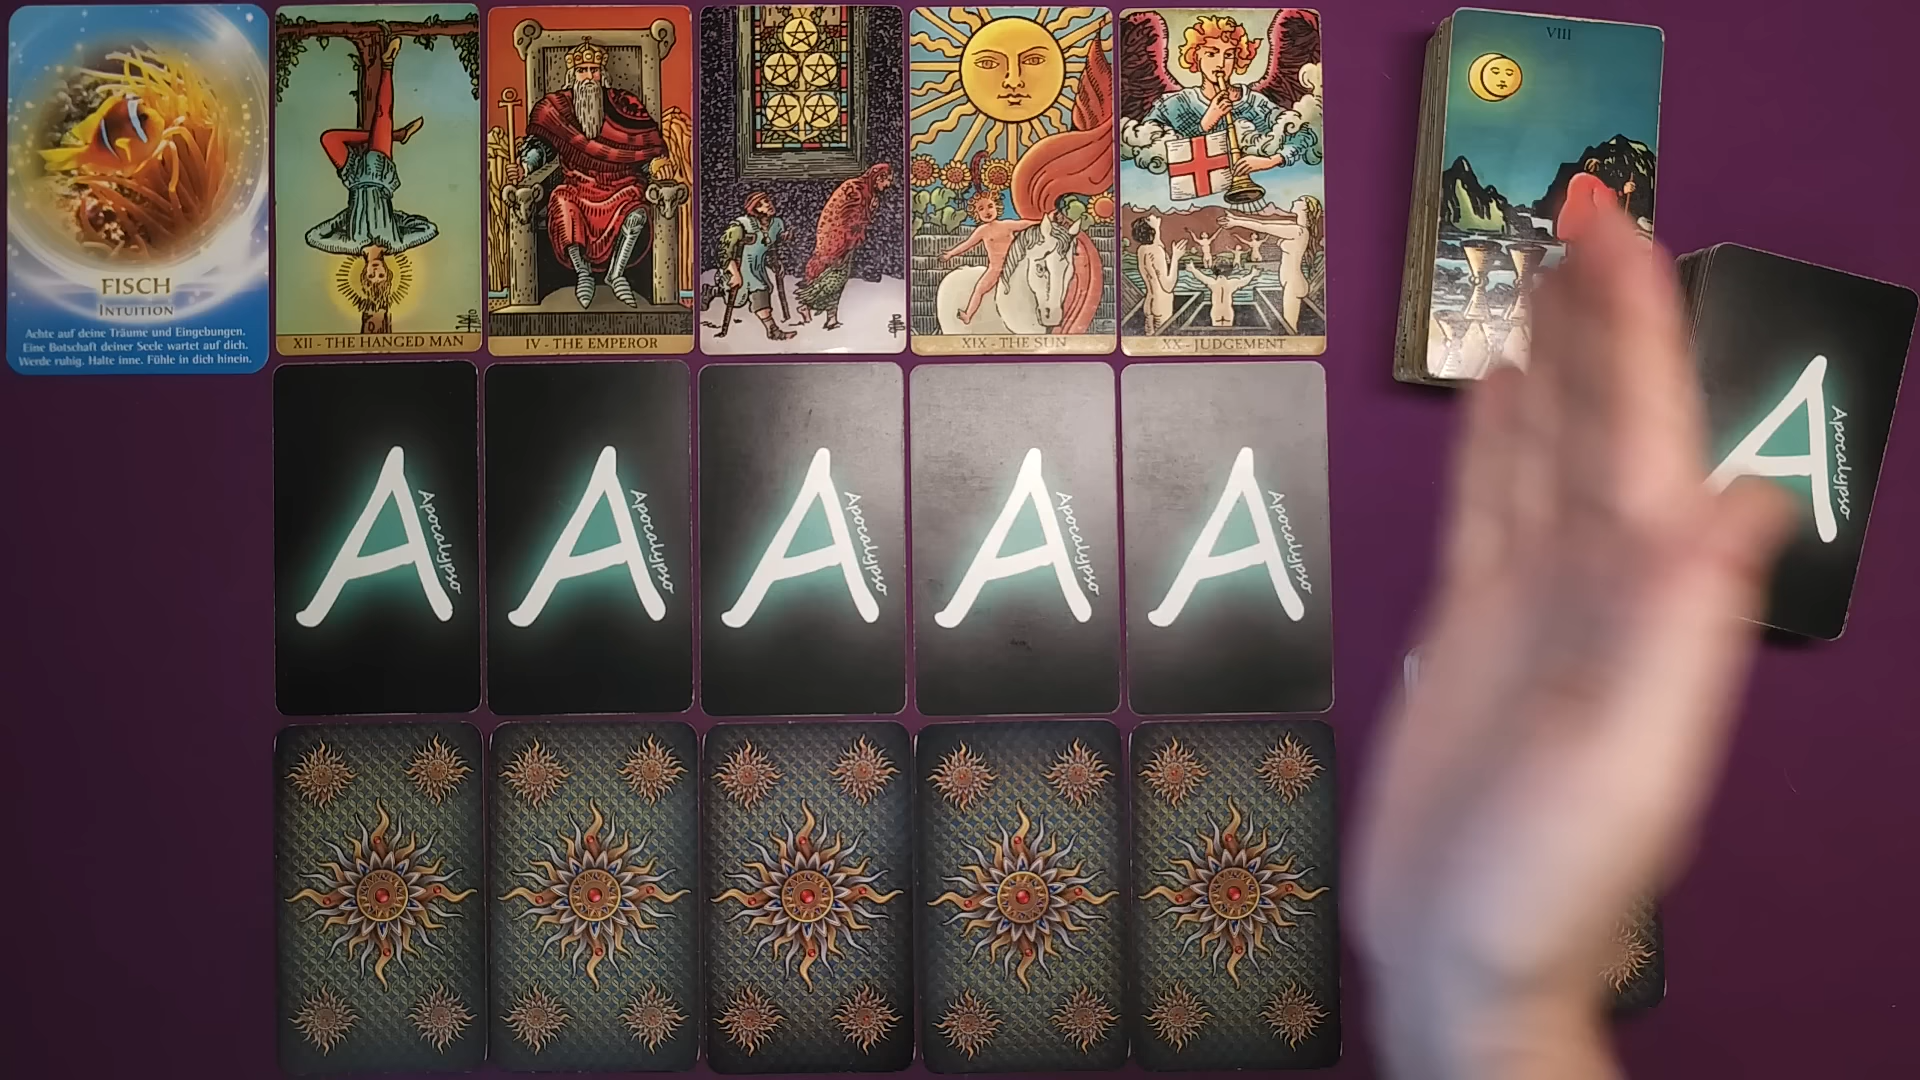 FISCH
INTUITION
Achte auf deine Träume und Eingebungen.
Eine Botschaft deiner Seele wartet auf dich.
Werde ruhig. Halte inne. Fühle in dich hinein.
XII - THE HANGED MAN
IV - THE EMPEROR
V
XIX - THE SUN
XX - JUDGEMENT
VIII
A
Apocalypso
A
Apocalypso
A
Apocalypso
A
Apocalypso
A
Apocalypso
A
Apocalypso